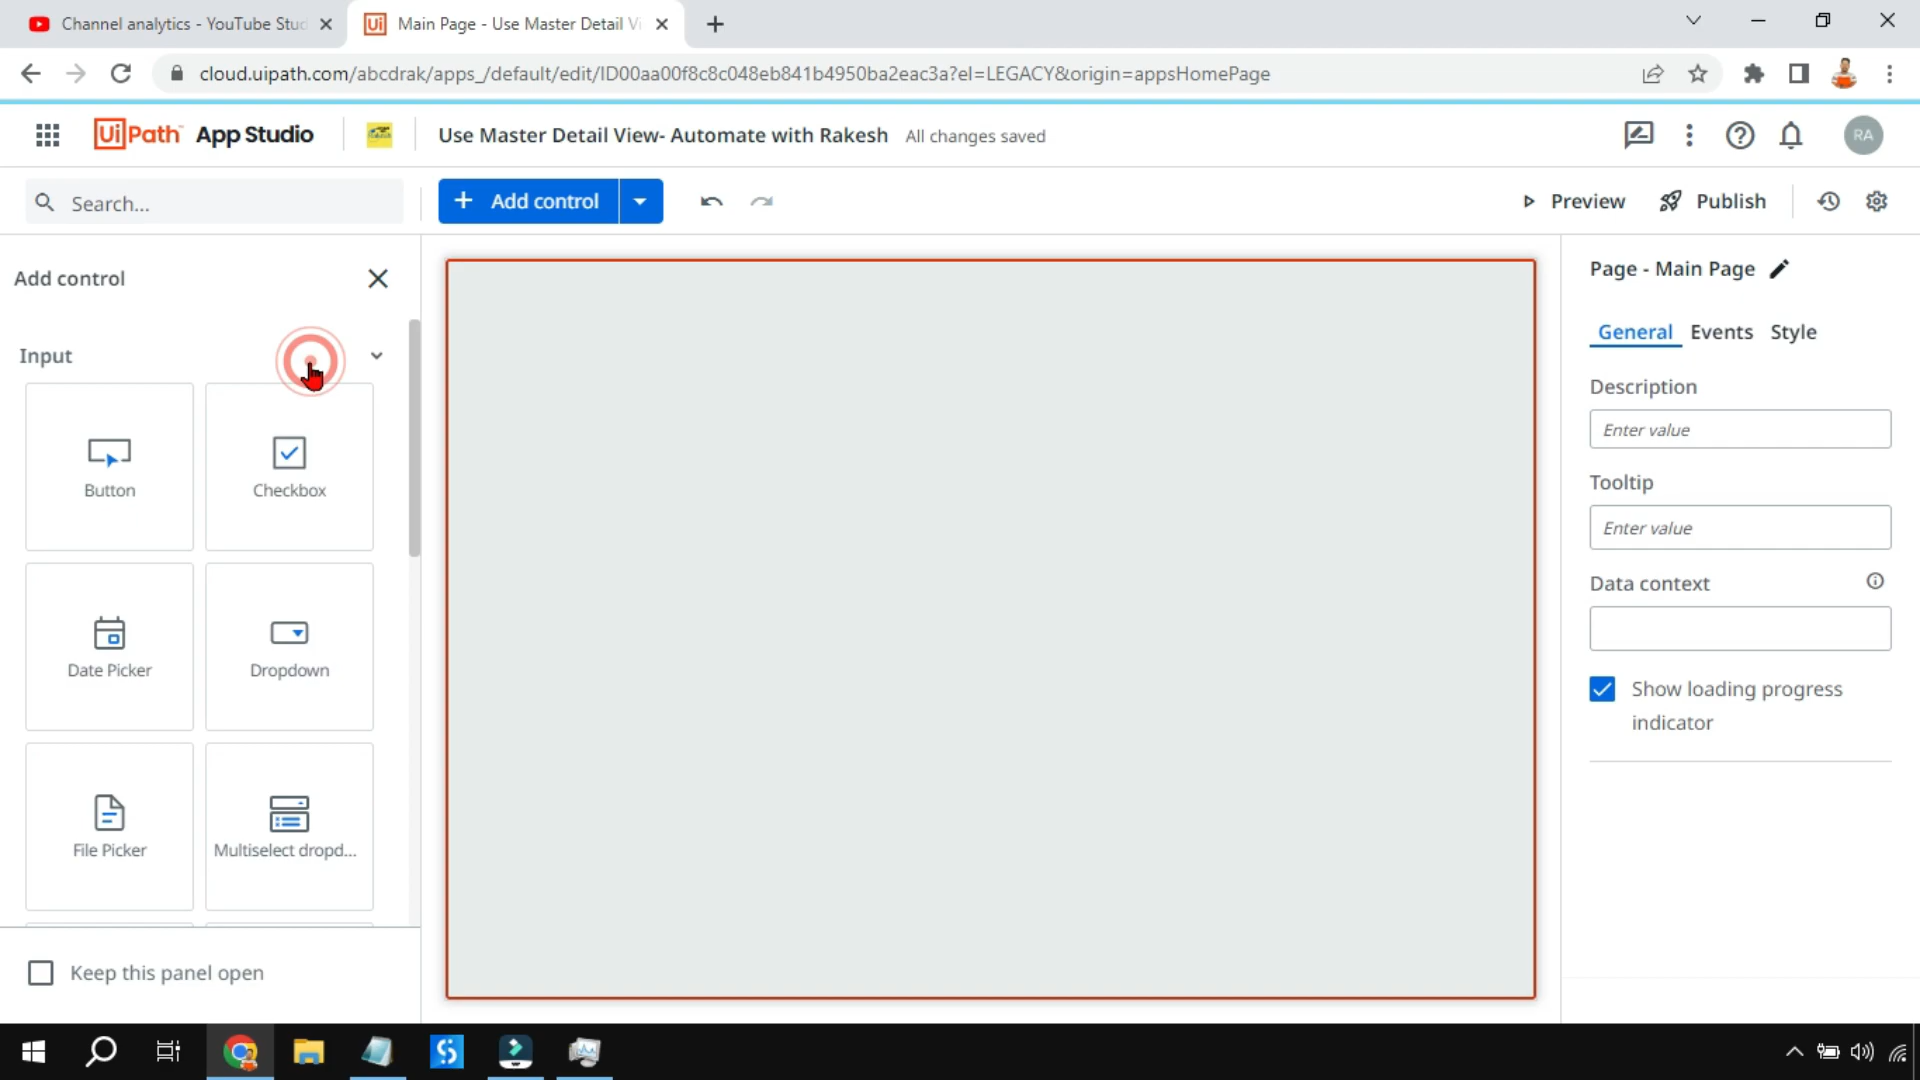 Channel analytics - YouTube Stuc
Main Page - Use Master Detail Vi
cloud.uipath.com/abcdrak/apps_/default/edit/ID00aa00f8c8c048eb841b4950ba2eac3a?el=LEGACY&origin=appsHomePage
UiPath App Studio
Use Master Detail View- Automate with Rakesh All changes saved
RA
Search...
Add control
Preview
Publish
Add control
Input
Button
Checkbox
Date Picker
Dropdown
File Picker
Multiselect dropd...
Keep this panel open
Page - Main Page
General Events Style
Description
Enter value
Tooltip
Enter value
Data context
Show loading progress
indicator